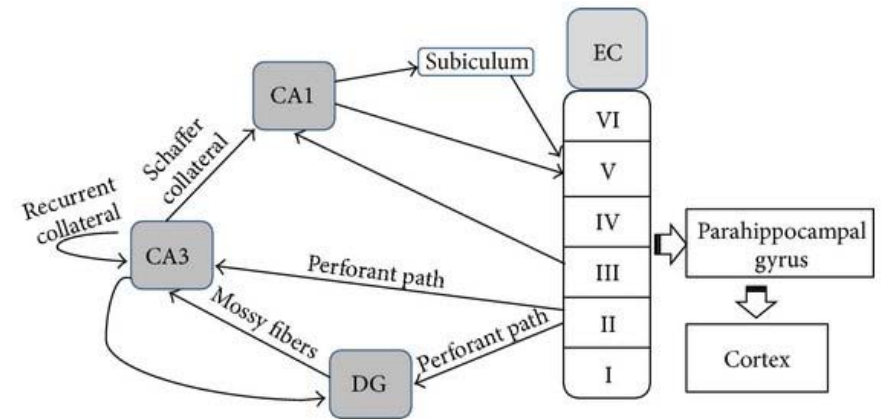 Subiculum
EC
CA1
VI
Schaffer
collateral
V
Recurrent
collateral
IV
CA3
Parahippocampal
gyrus
Perforant path
III
Mossy fibers
Perforant path
II
DG
Cortex
I